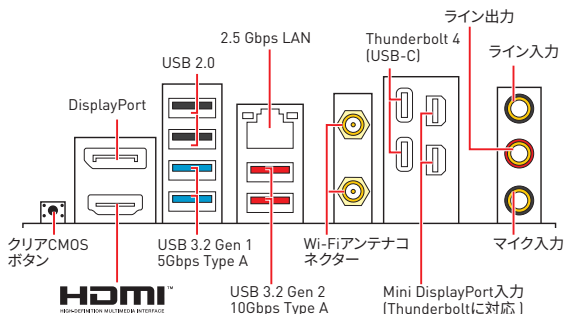 ライン出力
2.5 Gbps LAN
Thunderbolt 4
(USB-C)
ライン入力
USB 2.0
DisplayPort
クリアCMOS
ボタン
USB 3.2 Gen 1
5Gbps Type A
Wi-Fiアンテナコ
ネクター
マイク入力
HDMI™
HIGH-DEFINITION MULTIMEDIA INTERFACE
USB 3.2 Gen 2
10Gbps Type A
Mini DisplayPort入力
(Thunderboltに対応)